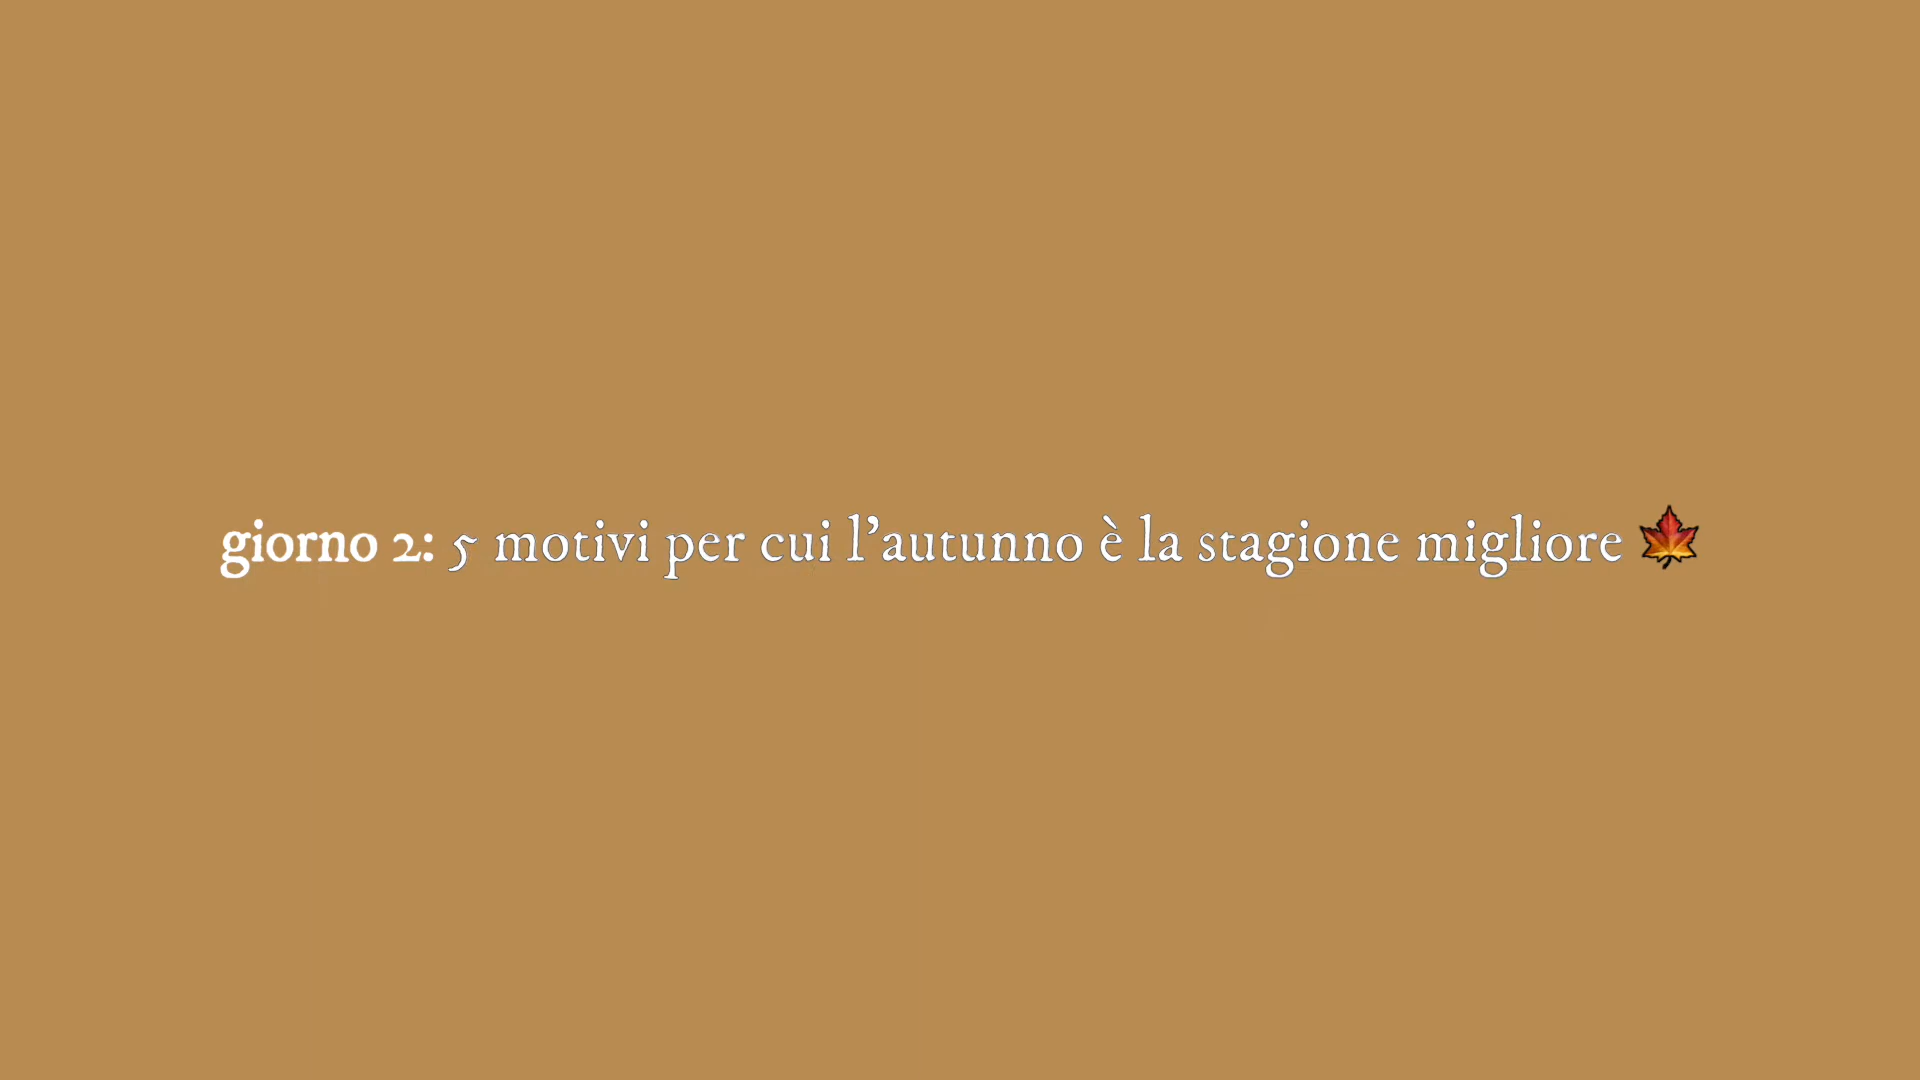 giorno 2: 5 motivi per cui l’autunno è la stagione migliore 🍁